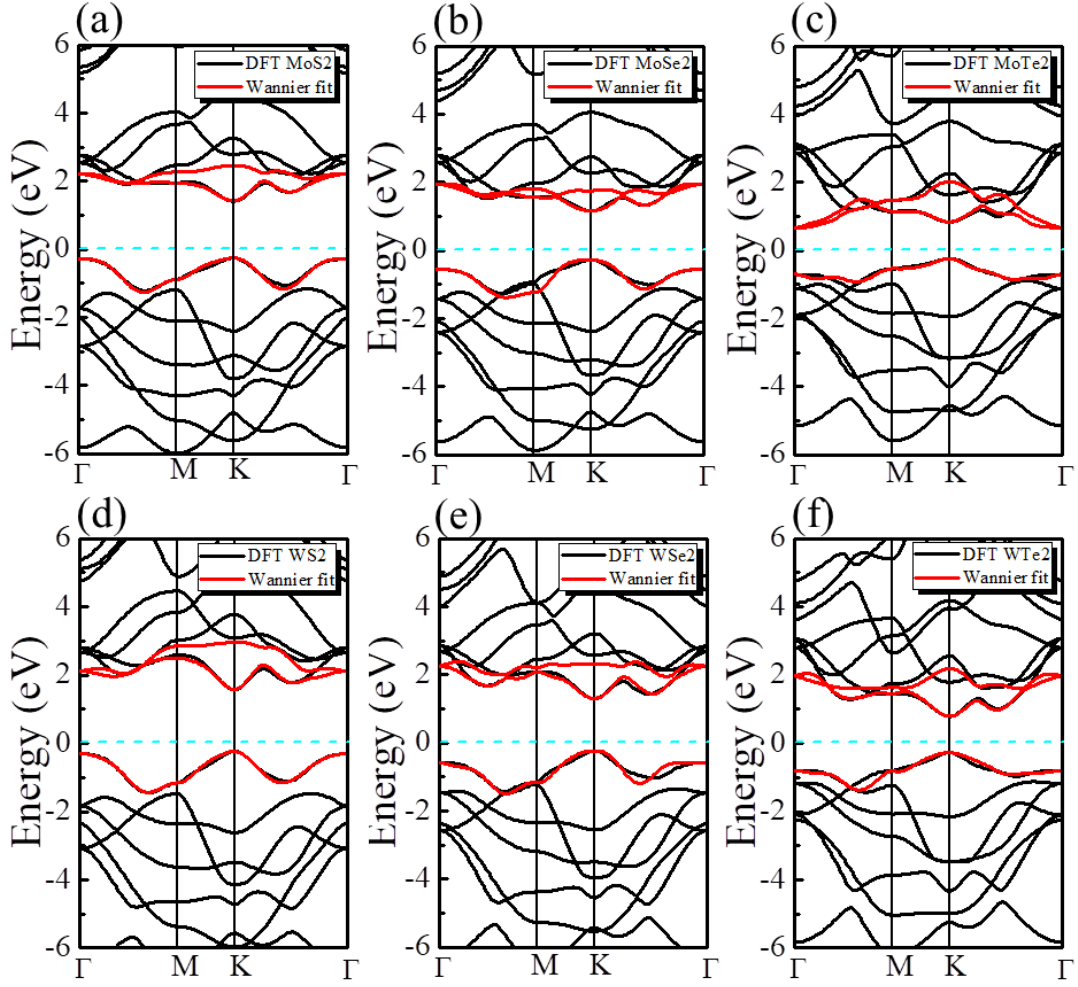 (a)
6
4
2
0
-2
-4
-6
Energy (eV)
DFT MoS2
Wannier fit
Γ M K Γ
(b)
6
4
2
0
-2
-4
-6
Energy (eV)
DFT MoSe2
Wannier fit
Γ M K Γ
(c)
6
4
2
0
-2
-4
-6
Energy (eV)
DFT MoTe2
Wannier fit
Γ M K Γ
(d)
6
4
2
0
-2
-4
-6
Energy (eV)
DFT WS2
Wannier fit
Γ M K Γ
(e)
6
4
2
0
-2
-4
-6
Energy (eV)
DFT WSe2
Wannier fit
Γ M K Γ
(f)
6
4
2
0
-2
-4
-6
Energy (eV)
DFT WTe2
Wannier fit
Γ M K Γ